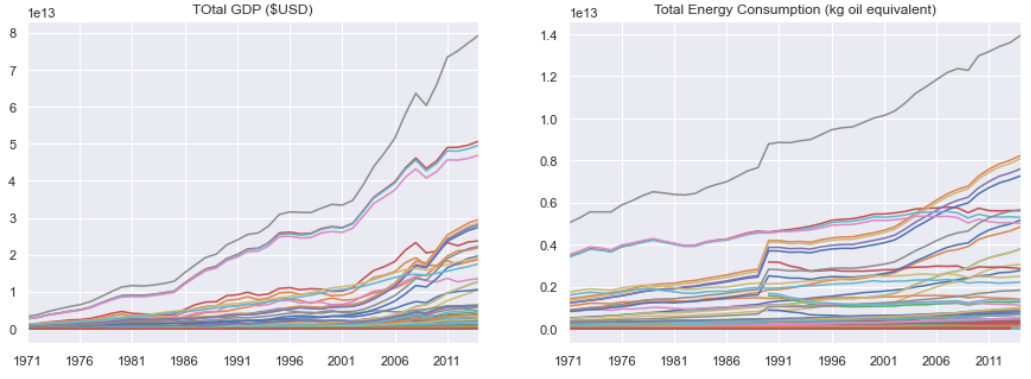 TOtal GDP ($USD)
1e13
8
7
6
5
4
3
2
1
0
1971 1976 1981 1986 1991 1996 2001 2006 2011
Total Energy Consumption (kg oil equivalent)
1e13
1.4
1.2
1.0
0.8
0.6
0.4
0.2
0.0
1971 1976 1981 1986 1991 1996 2001 2006 2011